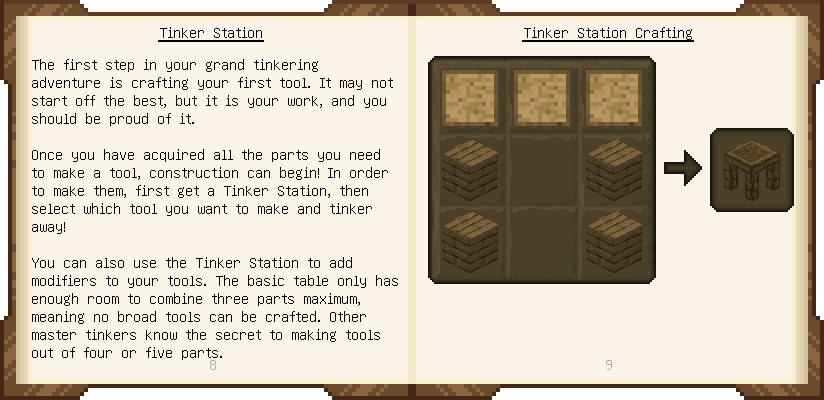 Tinker Station
The first step in your grand tinkering
adventure is crafting your first tool. It may not
start off the best, but it is your work, and you
should be proud of it.
Once you have acquired all the parts you need
to make a tool, construction can begin! In order
to make them, first get a Tinker Station, then
select which tool you want to make and tinker
away!
You can also use the Tinker Station to add
modifiers to your tools. The basic table only has
enough room to combine three parts maximum,
meaning no broad tools can be crafted. Other
master tinkers know the secret to making tools
out of four or five parts.
8
Tinker Station Crafting
9